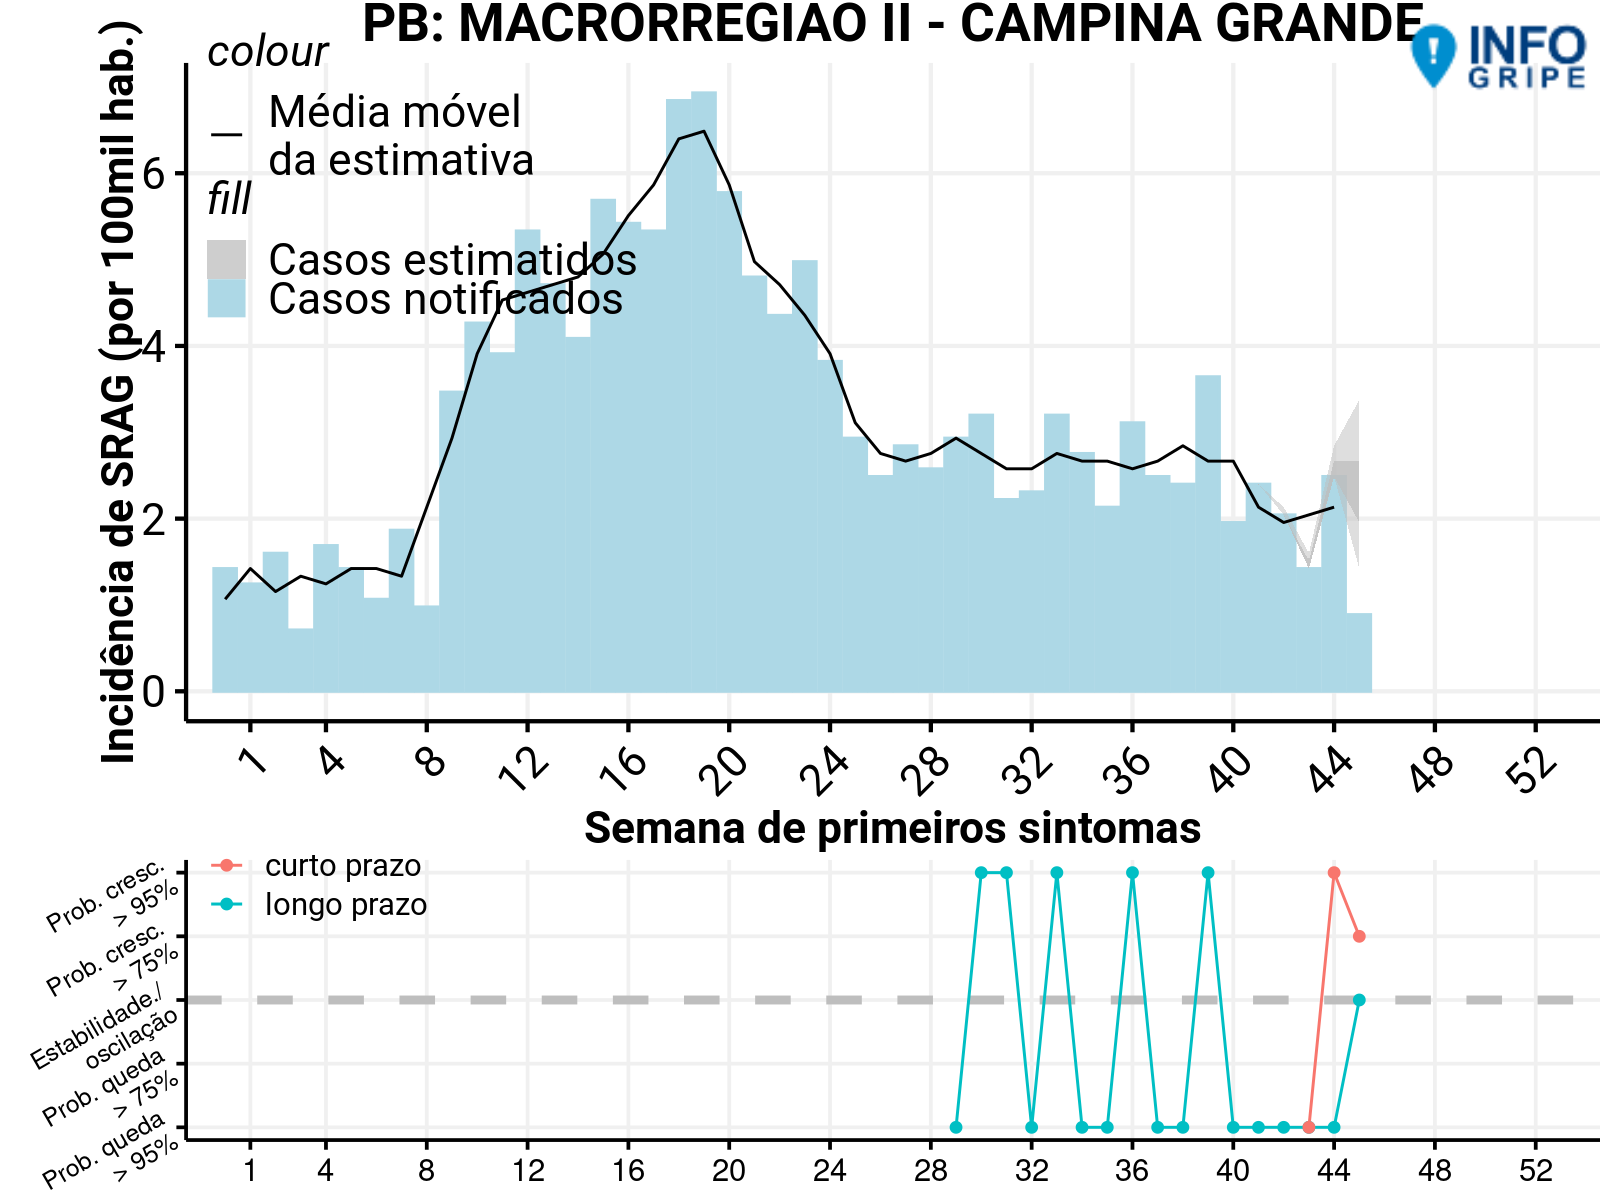 PB: MACRORREGIAO II - CAMPINA GRANDE
INFO
GRIPE
colour
Média móvel
da estimativa
fill
Casos estimatidos
Casos notificados
Incidência de SRAG (por 100mil hab.)
6
4
2
0
1 4 8 12 16 20 24 28 32 36 40 44 48 52
Semana de primeiros sintomas
curto prazo
longo prazo
Prob. cresc.
> 95%
Prob. cresc.
> 75%
Estabilidade./
oscilação
Prob. queda
> 75%
Prob. queda
> 95%
1 4 8 12 16 20 24 28 32 36 40 44 48 52